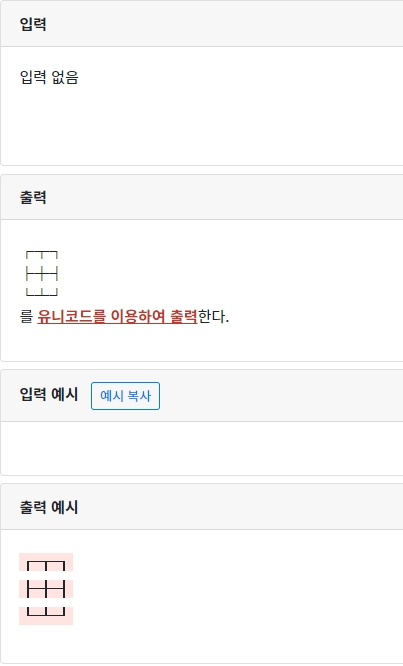 입력
입력 없음
출력
┌┬┐
├┼┤
└┴┘
를 유니코드를 이용하여 출력한다.
입력 예시 예시 복사
출력 예시
┌┬┐
├┼┤
└┴┘